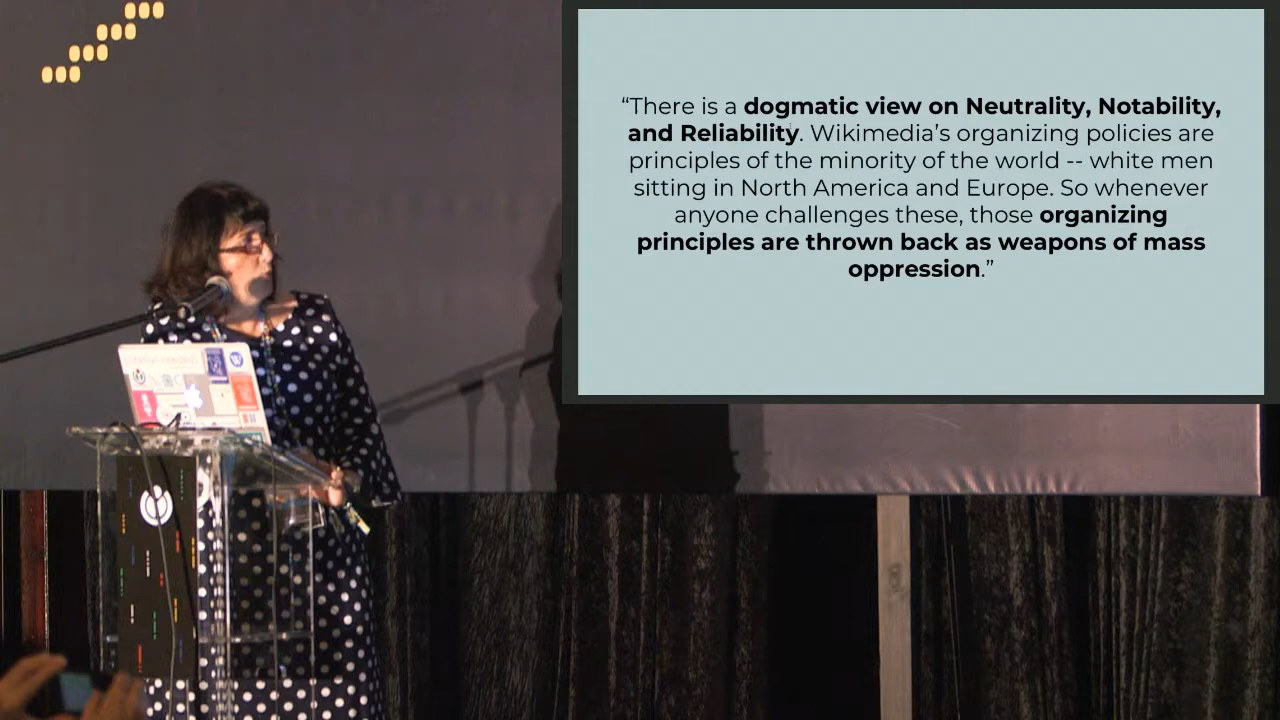 “There is a dogmatic view on Neutrality, Notability,
and Reliability. Wikimedia’s organizing policies are
principles of the minority of the world -- white men
sitting in North America and Europe. So whenever
anyone challenges these, those organizing
principles are thrown back as weapons of mass
oppression.”